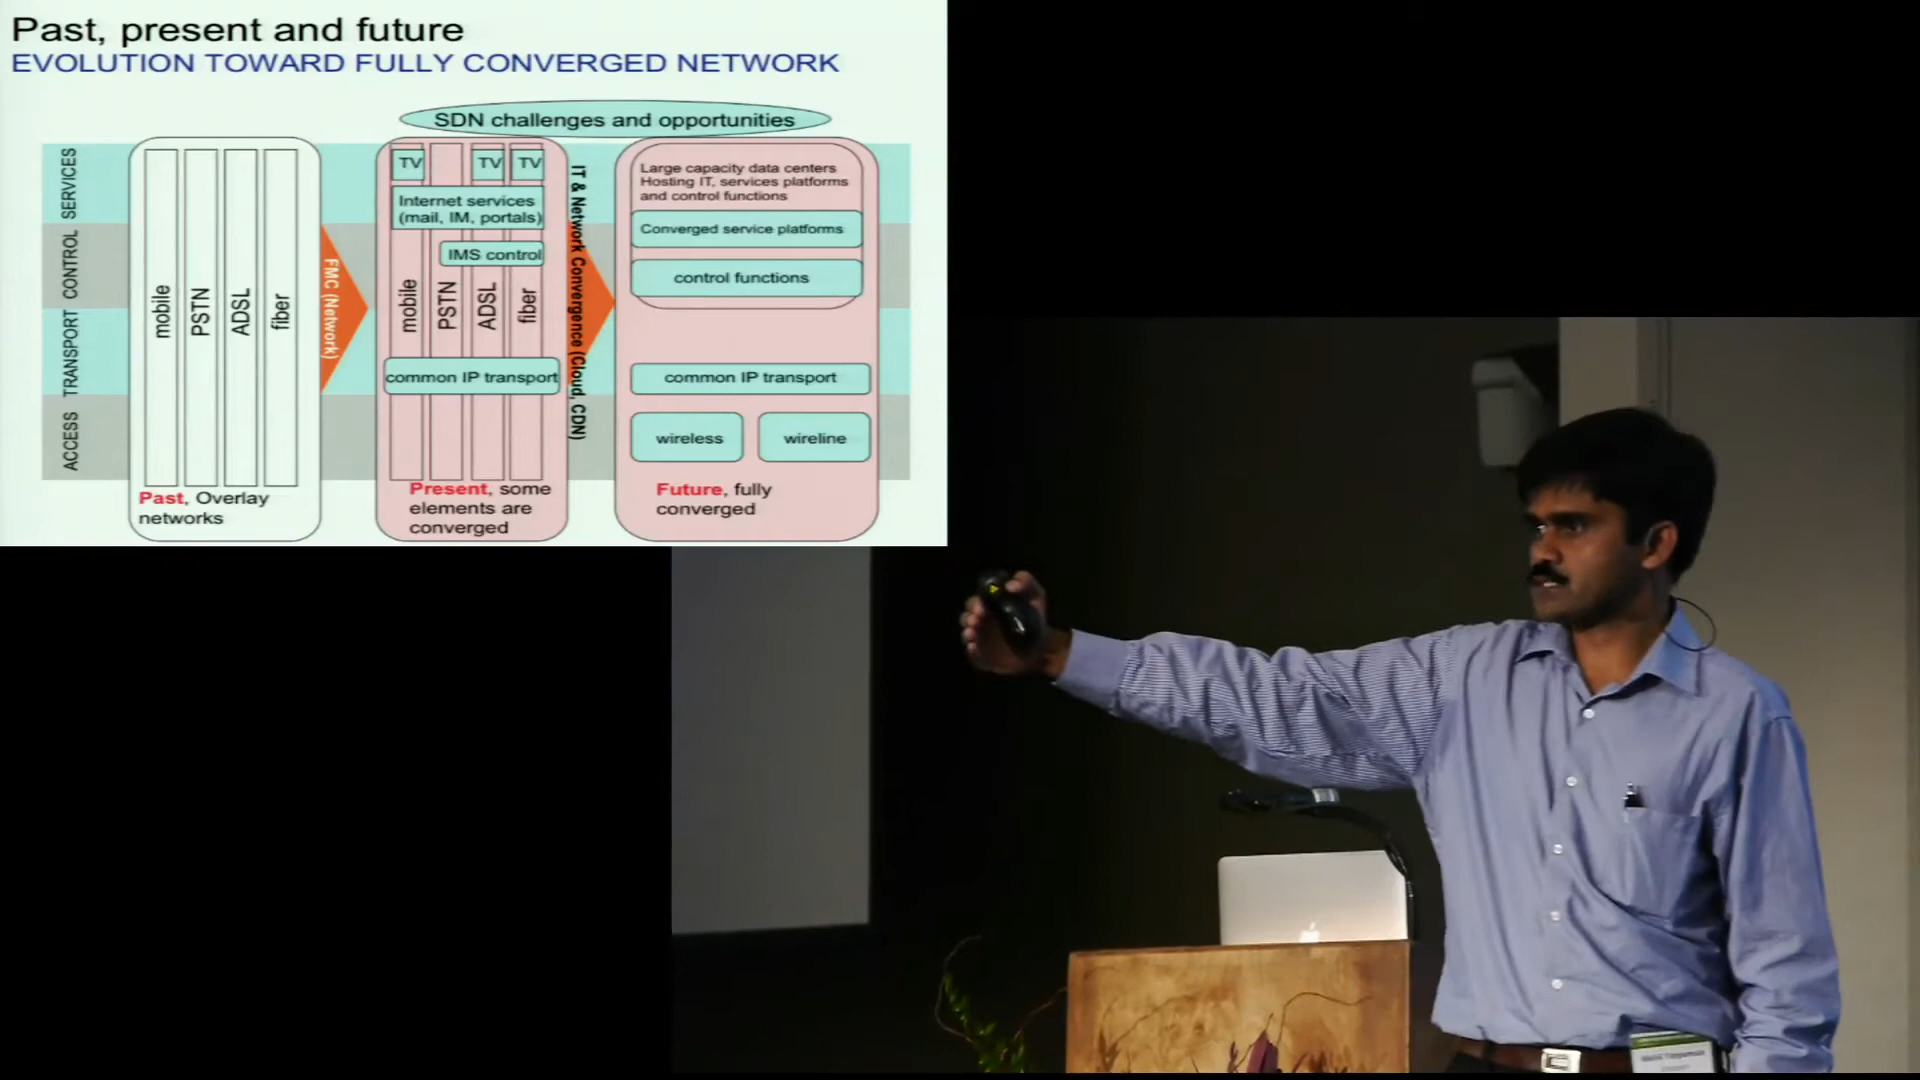 Past, present and future
EVOLUTION TOWARD FULLY CONVERGED NETWORK
SDN challenges and opportunities
SERVICES
CONTROL
TRANSPORT
ACCESS
mobile
PSTN
ADSL
fiber
Past, Overlay
networks
FMC (Network)
TV
TV
TV
Internet services
(mail, IM, portals)
IMS control
mobile
PSTN
ADSL
fiber
common IP transport
Present, some
elements are
converged
IT & Network Convergence (Cloud, CDN)
Large capacity data centers
Hosting IT, services platforms
and control functions
Converged service platforms
control functions
common IP transport
wireless
wireline
Future, fully
converged